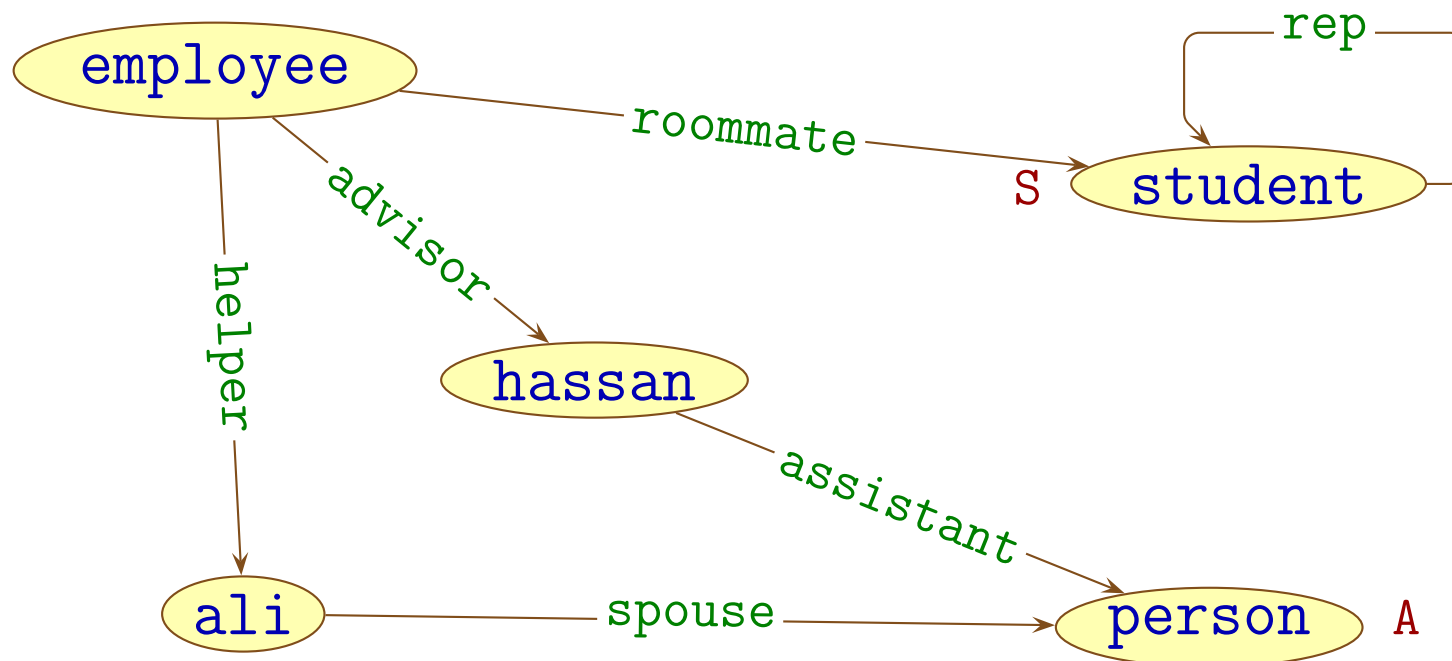 rep
employee
roommate
S
student
advisor
helper
hassan
assistant
ali
spouse
person
A